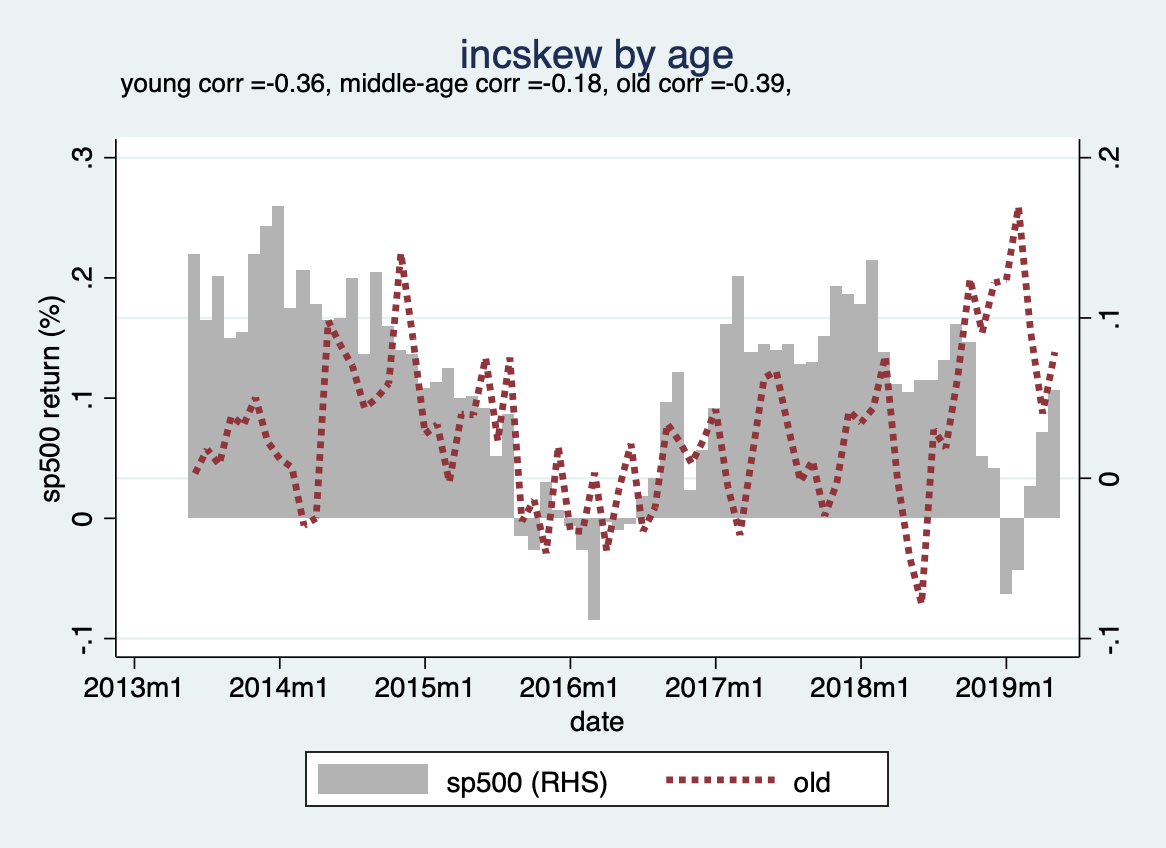 incskew by age
young corr =-0.36, middle-age corr =-0.18, old corr =-0.39,
sp500 return (%)
.3
.2
.1
0
-.1
.2
.1
0
-.1
2013m1 2014m1 2015m1 2016m1 2017m1 2018m1 2019m1
date
sp500 (RHS) old